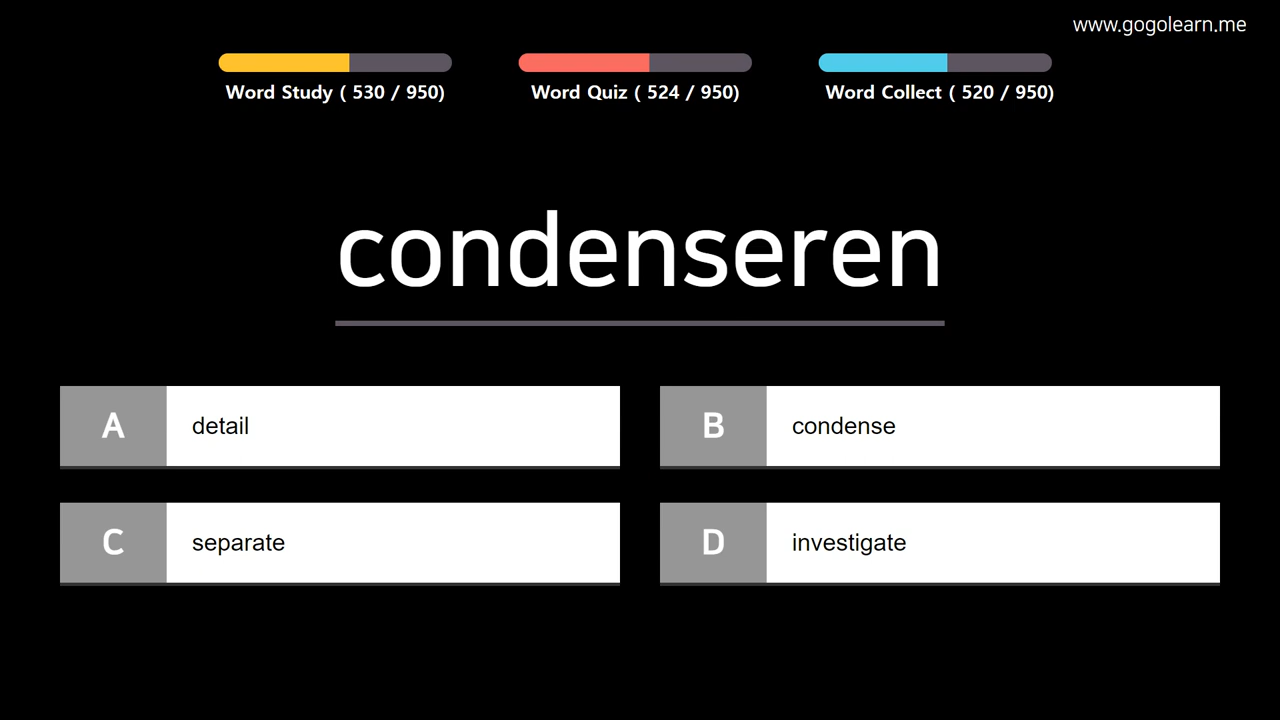 www.gogolearn.me
Word Study ( 530 / 950)
Word Quiz ( 524 / 950)
Word Collect ( 520 / 950)
condenseren
A detail
B condense
C separate
D investigate